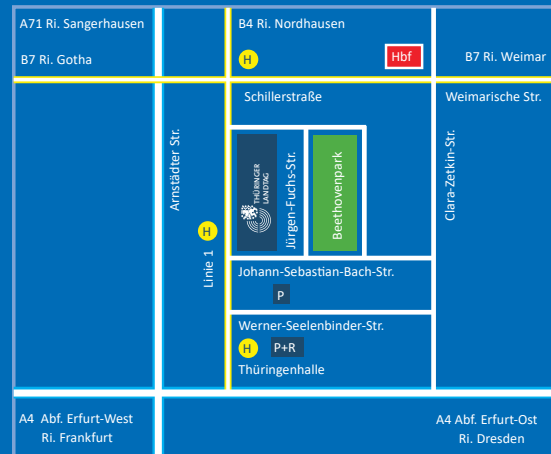 A71 Ri. Sangerhausen
B7 Ri. Gotha
B4 Ri. Nordhausen
H
Hbf
B7 Ri. Weimar
Schillerstraße
Weimarische Str.
Arnstädter Str.
THÜRINGER
LANDTAG
Jürgen-Fuchs-Str.
Beethovenpark
Clara-Zetkin-Str.
H
Linie 1
Johann-Sebastian-Bach-Str.
P
Werner-Seelenbinder-Str.
H
P+R
Thüringenhalle
A4 Abf. Erfurt-West
Ri. Frankfurt
A4 Abf. Erfurt-Ost
Ri. Dresden